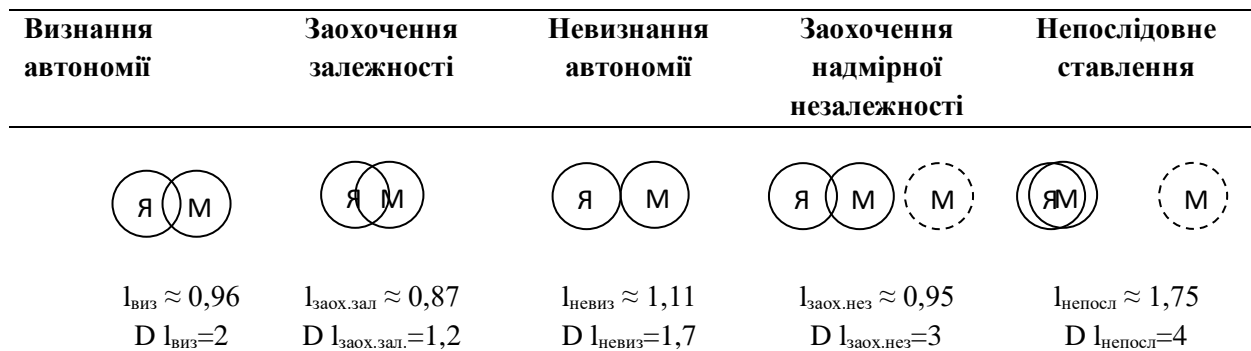 Визнання Заохочення Невизнання Заохочення Непослідовне
автономії залежності автономії надмірної ставлення
незалежності
Я М Я М Я М Я М М Я М М
lвиз ≈ 0,96 lзаох.зал ≈ 0,87 lневиз ≈ 1,11 lзаох.нез ≈ 0,95 lнепосл ≈ 1,75
D lвиз=2 D lзаох.зал.=1,2 D lневиз=1,7 D lзаох.нез=3 D lнепосл=4